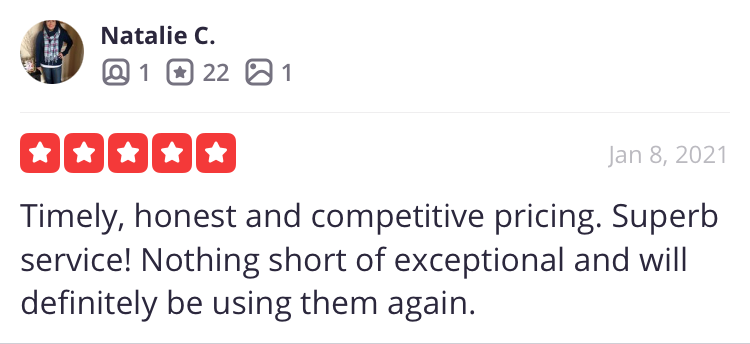 Natalie C.
1 22 1
Jan 8, 2021
Timely, honest and competitive pricing. Superb
service! Nothing short of exceptional and will
definitely be using them again.